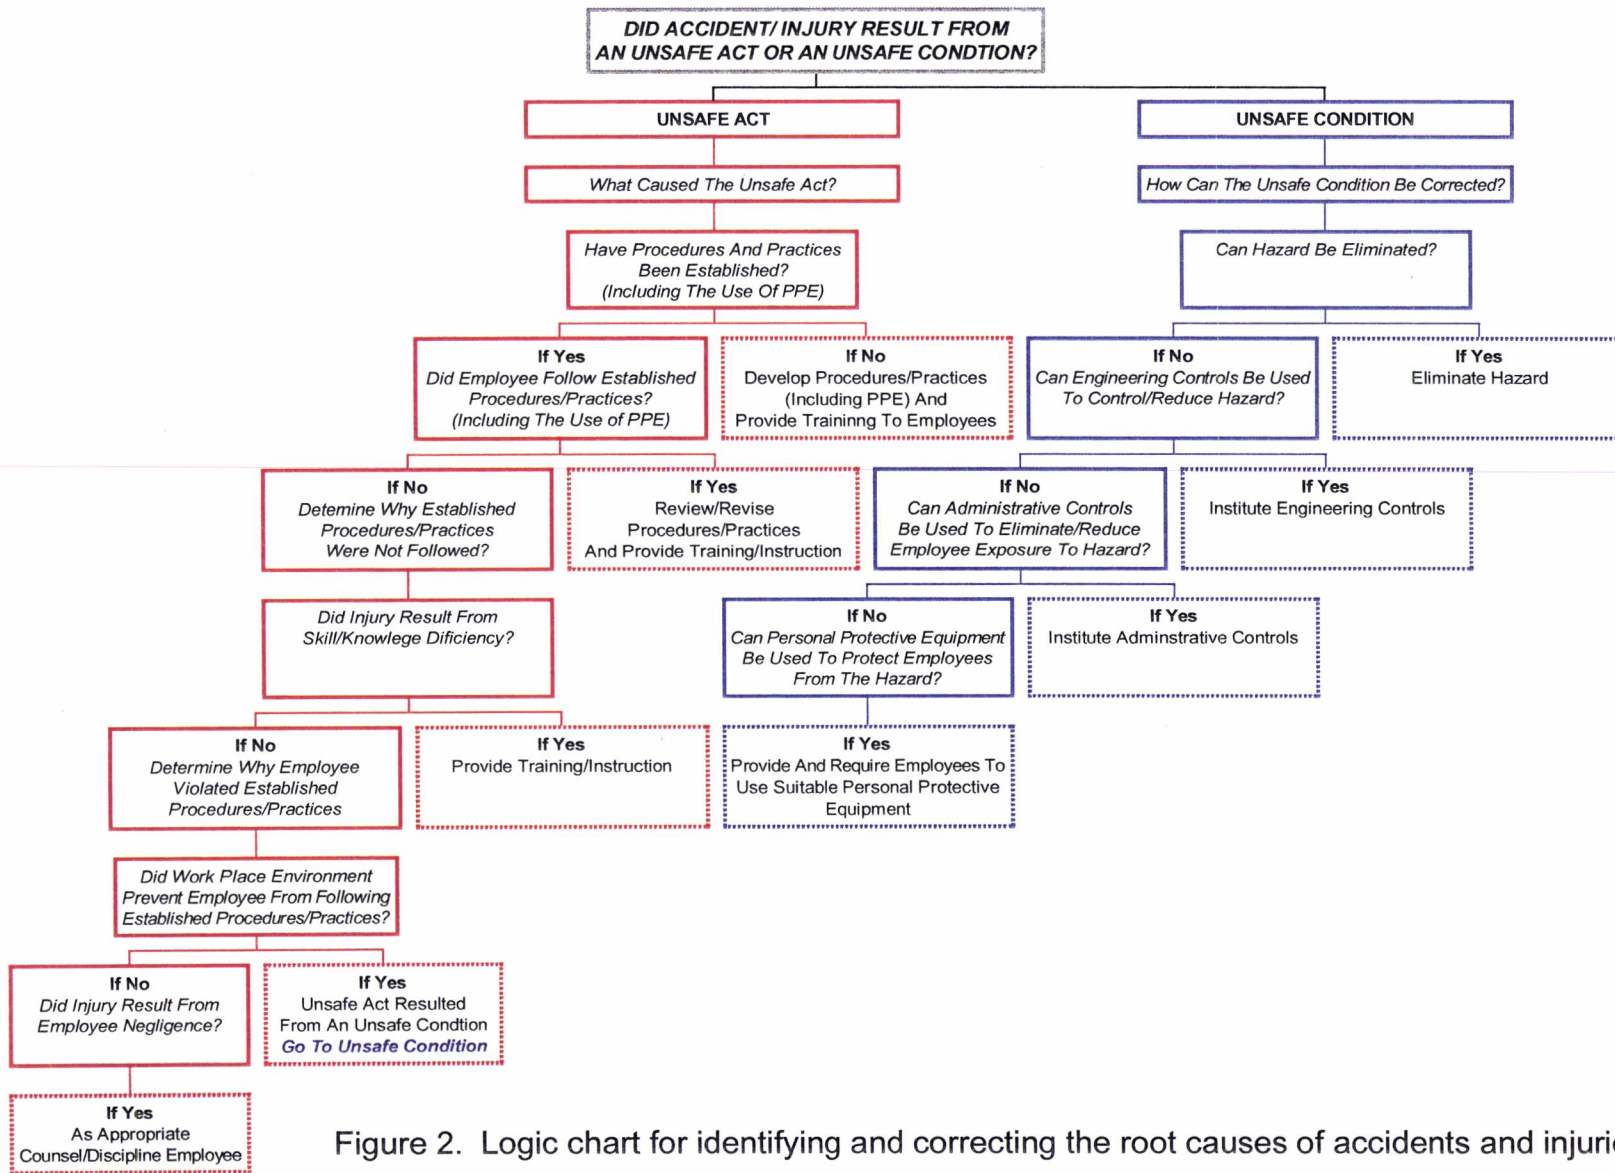 DID ACCIDENT/ INJURY RESULT FROM
AN UNSAFE ACT OR AN UNSAFE CONDTION?
UNSAFE ACT
UNSAFE CONDITION
What Caused The Unsafe Act?
How Can The Unsafe Condition Be Corrected?
Have Procedures And Practices
Been Established?
(Including The Use Of PPE)
Can Hazard Be Eliminated?
If Yes
Did Employee Follow Established
Procedures/Practices?
(Including The Use of PPE)
If No
Develop Procedures/Practices
(Including PPE) And
Provide Traininng To Employees
If No
Can Engineering Controls Be Used
To Control/Reduce Hazard?
If Yes
Eliminate Hazard
If No
Detemine Why Established
Procedures/Practices
Were Not Followed?
If Yes
Review/Revise
Procedures/Practices
And Provide Training/Instruction
If No
Can Administrative Controls
Be Used To Eliminate/Reduce
Employee Exposure To Hazard?
If Yes
Institute Engineering Controls
Did Injury Result From
Skill/Knowlege Dificiency?
If No
Can Personal Protective Equipment
Be Used To Protect Employees
From The Hazard?
If Yes
Institute Adminstrative Controls
If No
Determine Why Employee
Violated Established
Procedures/Practices
If Yes
Provide Training/Instruction
If Yes
Provide And Require Employees To
Use Suitable Personal Protective
Equipment
Did Work Place Environment
Prevent Employee From Following
Established Procedures/Practices?
If No
Did Injury Result From
Employee Negligence?
If Yes
Unsafe Act Resulted
From An Unsafe Condtion
Go To Unsafe Condition
If Yes
As Appropriate
Counsel/Discipline Employee
Figure 2. Logic chart for identifying and correcting the root causes of accidents and injurie